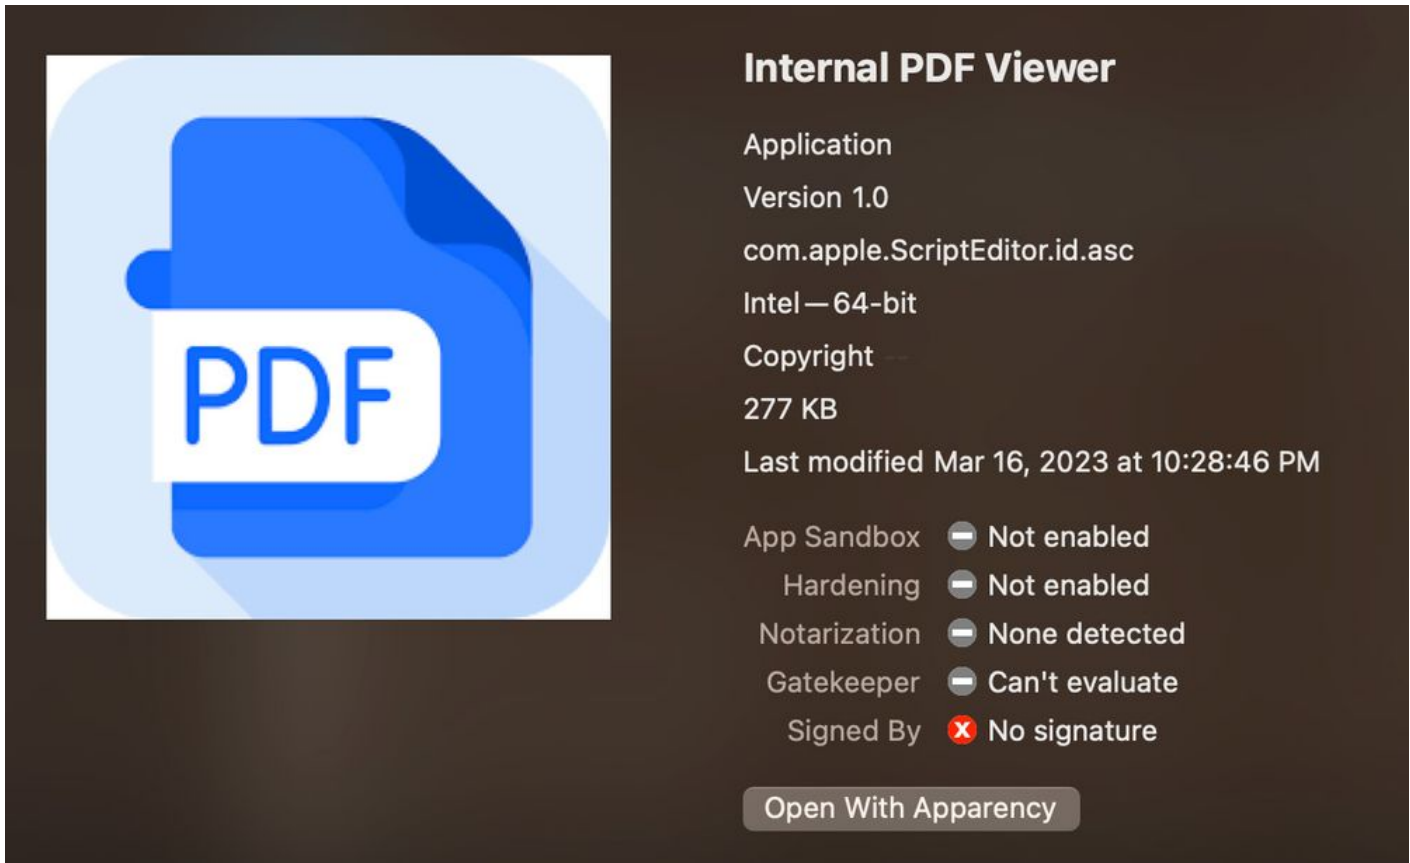 PDF
Internal PDF Viewer
Application
Version 1.0
com.apple.ScriptEditor.id.asc
Intel — 64-bit
Copyright --
277 KB
Last modified Mar 16, 2023 at 10:28:46 PM
App Sandbox Not enabled
Hardening Not enabled
Notarization None detected
Gatekeeper Can't evaluate
Signed By X No signature
Open With Apparency